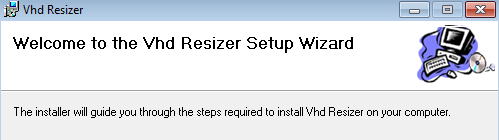 Vhd Resizer
Welcome to the Vhd Resizer Setup Wizard
The installer will guide you through the steps required to install Vhd Resizer on your computer.